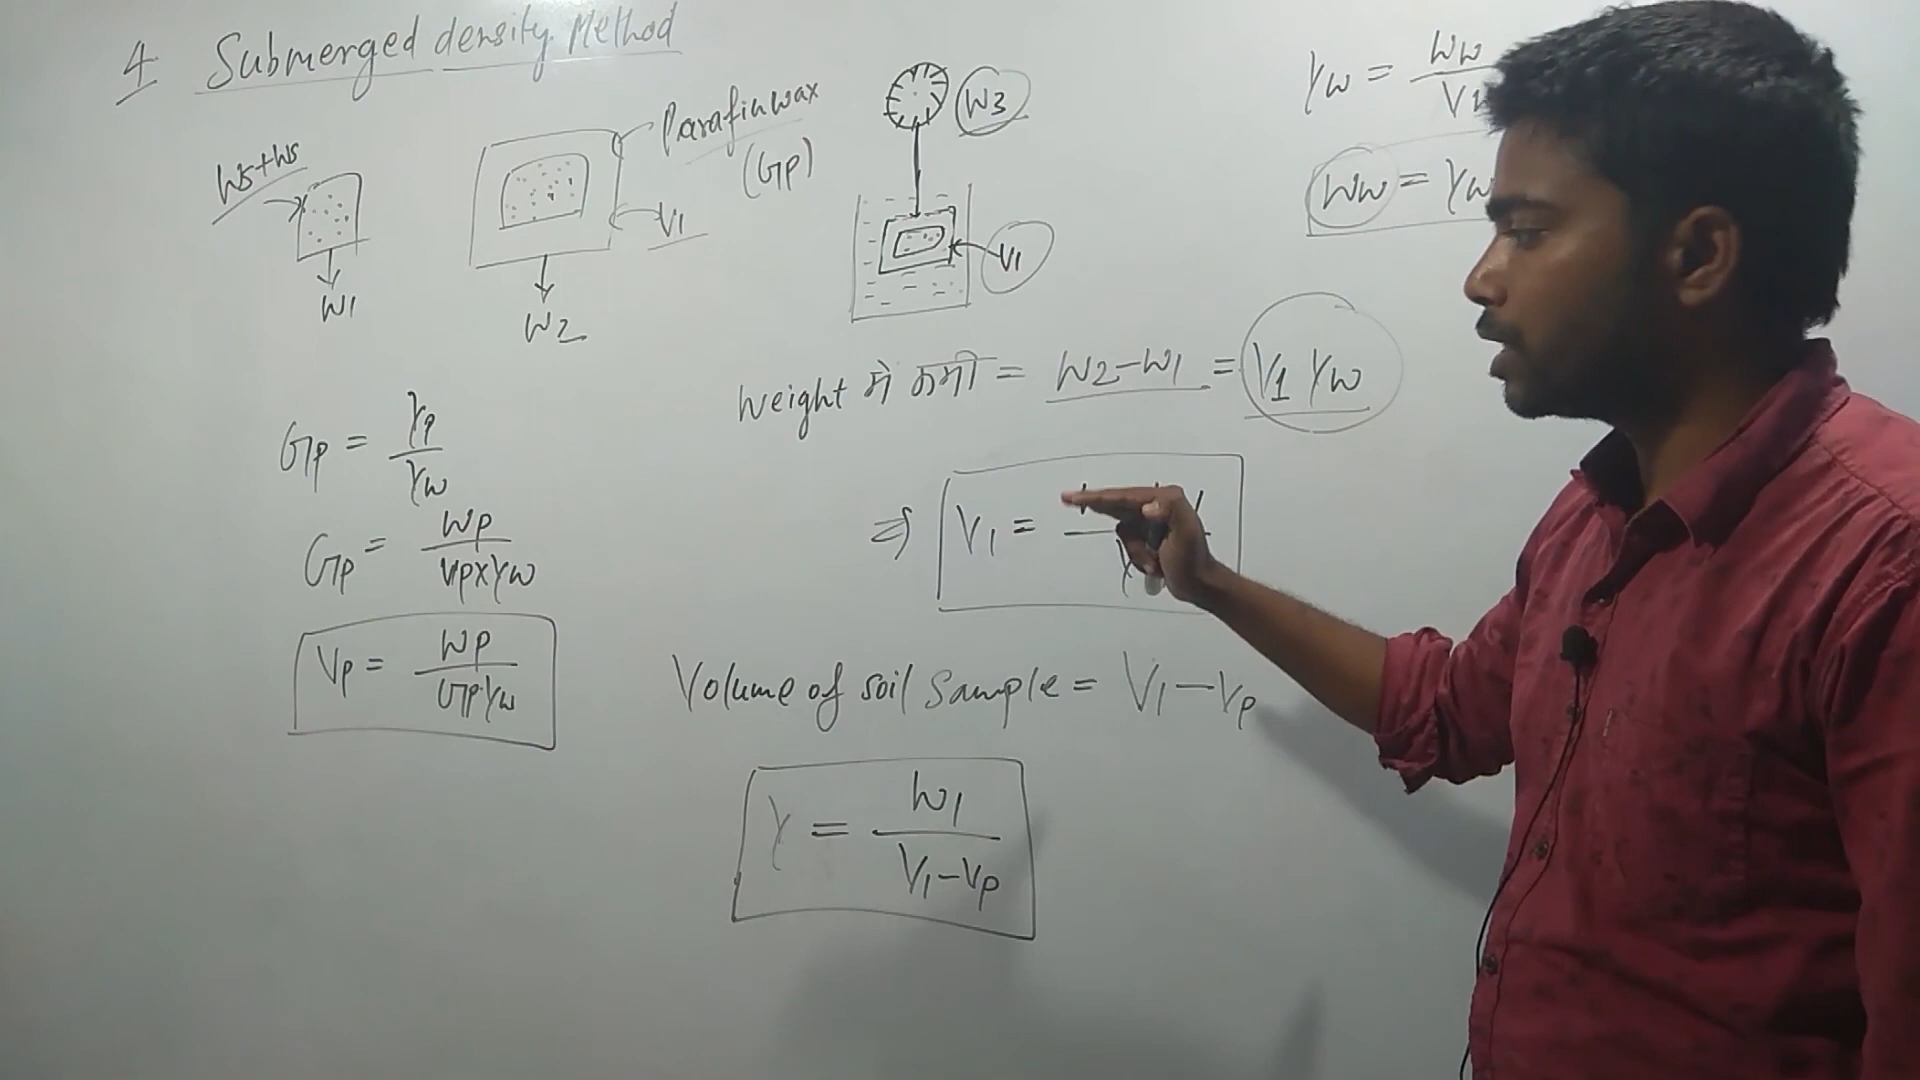 4 Submerged density Method
Ws+Ws
W1
W2
Parafin wax
(Gp)
V1
W3
V1
γw = Ww
Ww = γw
Weight में कमी = W2-W1 = V1 γw
⇒ V1 =
Gp = γp/γw
Gp = Wp/Vp×γw
Vp = Wp/Gp.γw
Volume of soil sample = V1-Vp
γ = W1/V1-Vp